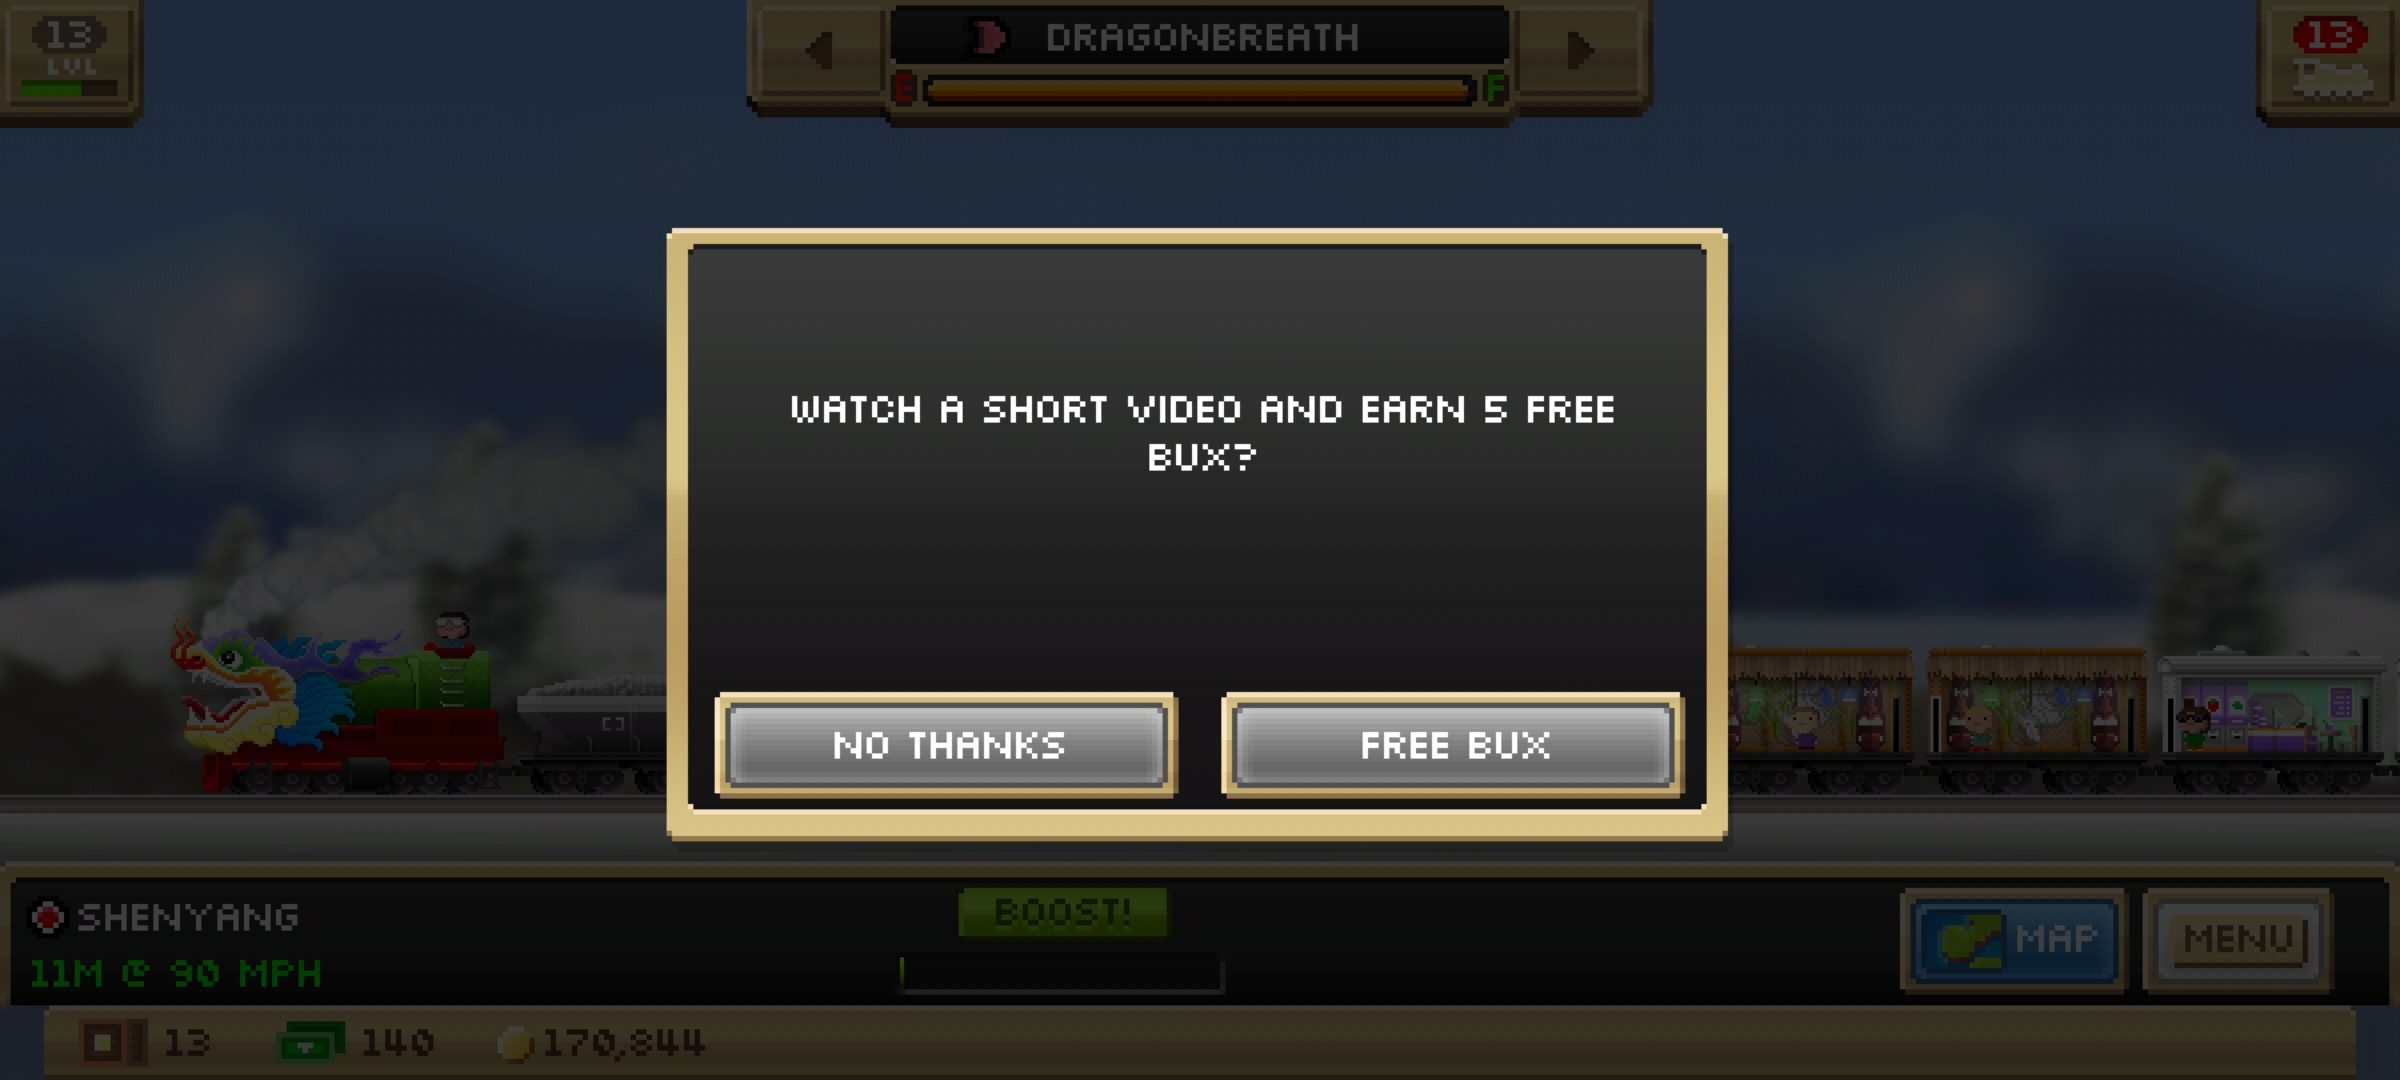 13
LVL
DRAGONBREATH
E
F
13
WATCH A SHORT VIDEO AND EARN 5 FREE
BUX?
NO THANKS
FREE BUX
SHENYANG
11M @ 90 MPH
BOOST!
MAP
MENU
13
140
170,844